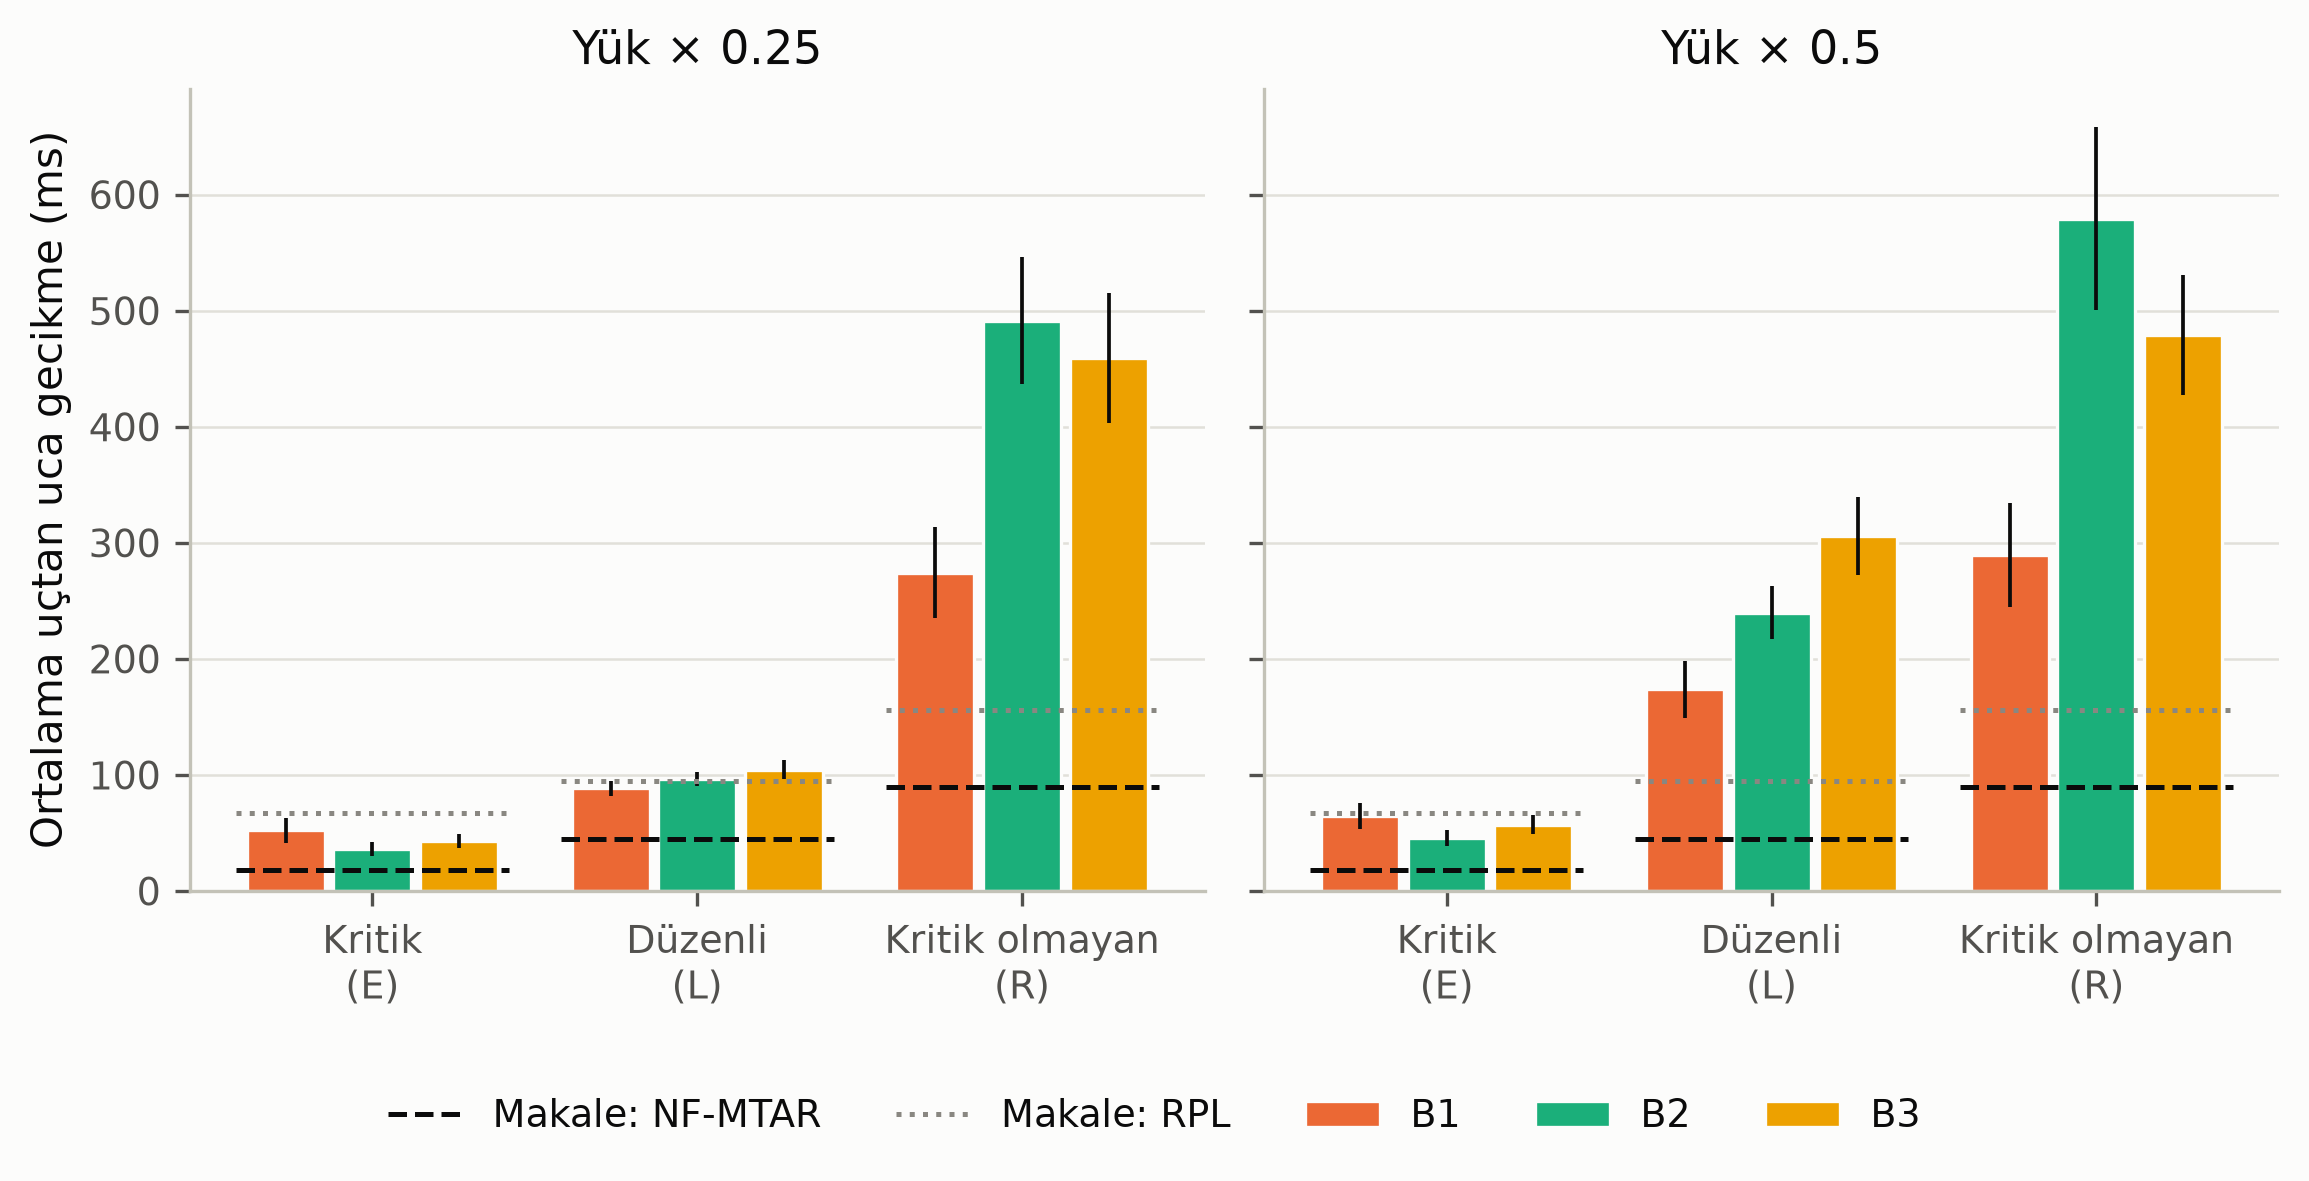 Yük × 0.25
Yük × 0.5
Ortalama uçtan uca gecikme (ms)
600
500
400
300
200
100
0
Kritik
(E)
Düzenli
(L)
Kritik olmayan
(R)
Kritik
(E)
Düzenli
(L)
Kritik olmayan
(R)
Makale: NF-MTAR
Makale: RPL
B1
B2
B3